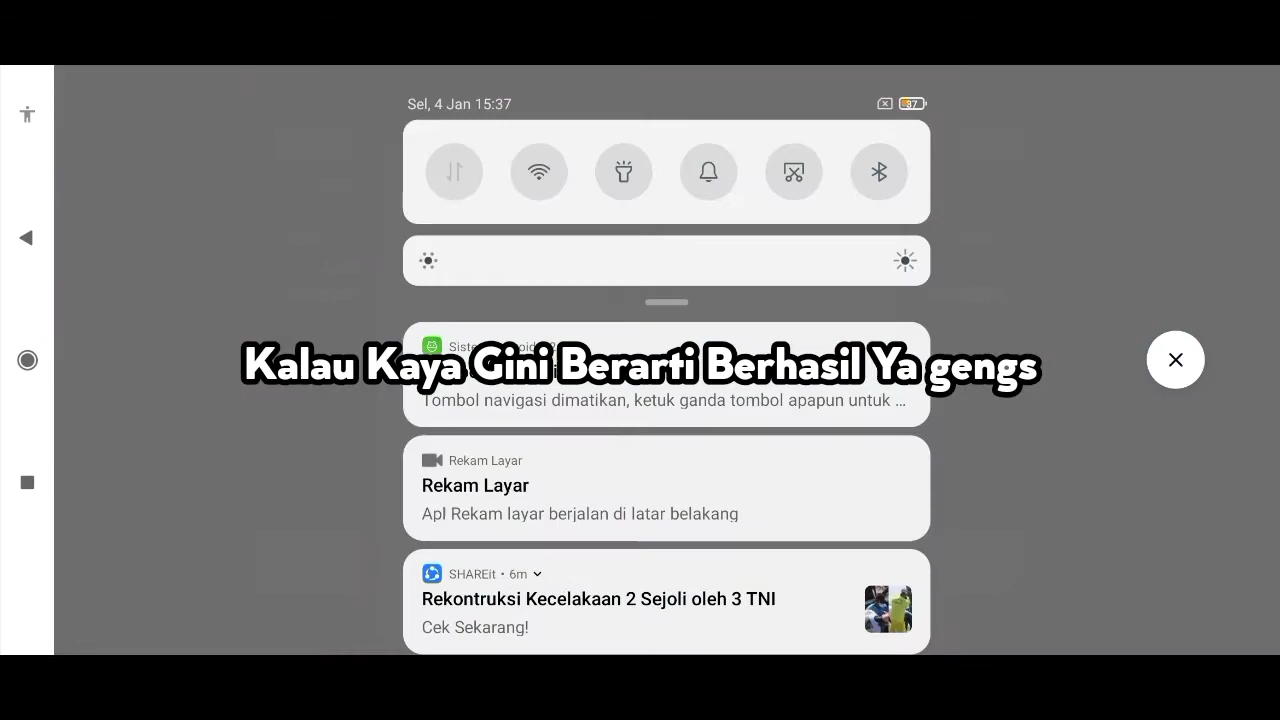 Sel, 4 Jan 15:37
37
Kalau Kaya Gini Berarti Berhasil Ya gengs
Tombol navigasi dimatikan, ketuk ganda tombol apapun untuk ...
Rekam Layar
Rekam Layar
Apl Rekam layar berjalan di latar belakang
SHAREit • 6m
Rekontruksi Kecelakaan 2 Sejoli oleh 3 TNI
Cek Sekarang!